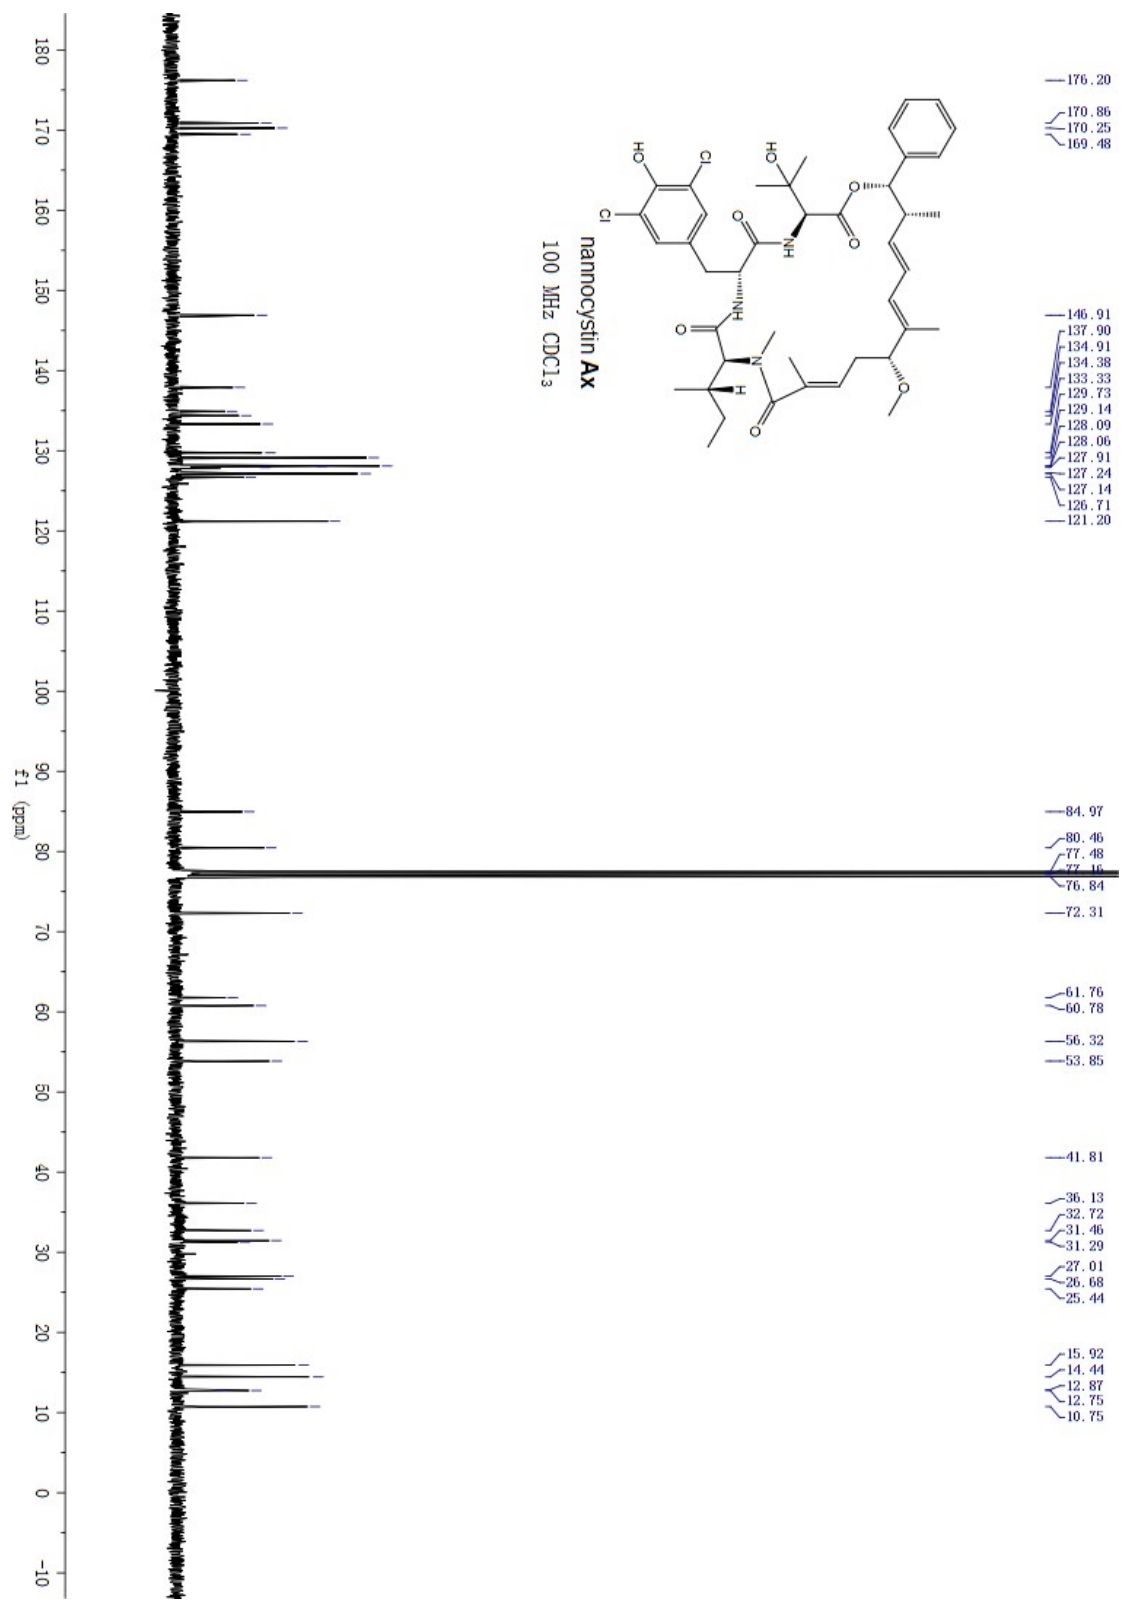 176.20
170.86
170.25
169.48
146.91
137.90
134.91
134.38
133.33
129.73
129.14
128.09
128.06
127.91
127.24
127.14
126.71
121.20
84.97
80.46
77.48
77.16
76.84
72.31
61.76
60.78
56.32
53.85
41.81
36.13
32.72
31.46
31.29
27.01
26.68
25.44
15.92
14.44
12.87
12.75
10.75
O
O
HO
NH
O
O
Cl
HO
Cl
NH
O
N
H
O
nannocystin Ax
100 MHz CDCl₃
180 170 160 150 140 130 120 110 100 90 80 70 60 50 40 30 20 10 0 -10
f1 (ppm)